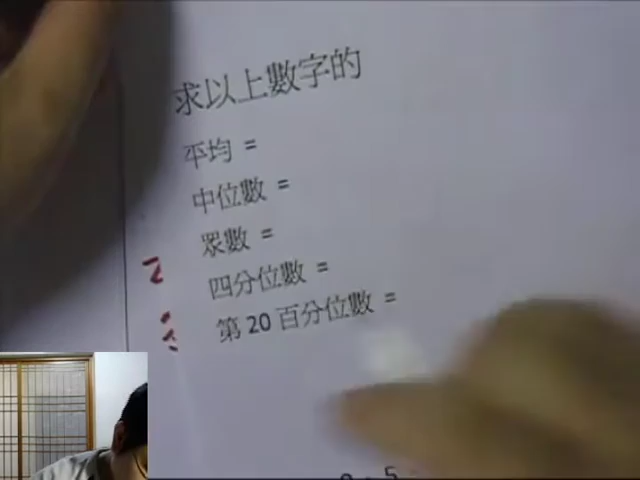 求以上數字的
平均 =
中位數 =
眾數 =
四分位數 =
第 20 百分位數 =